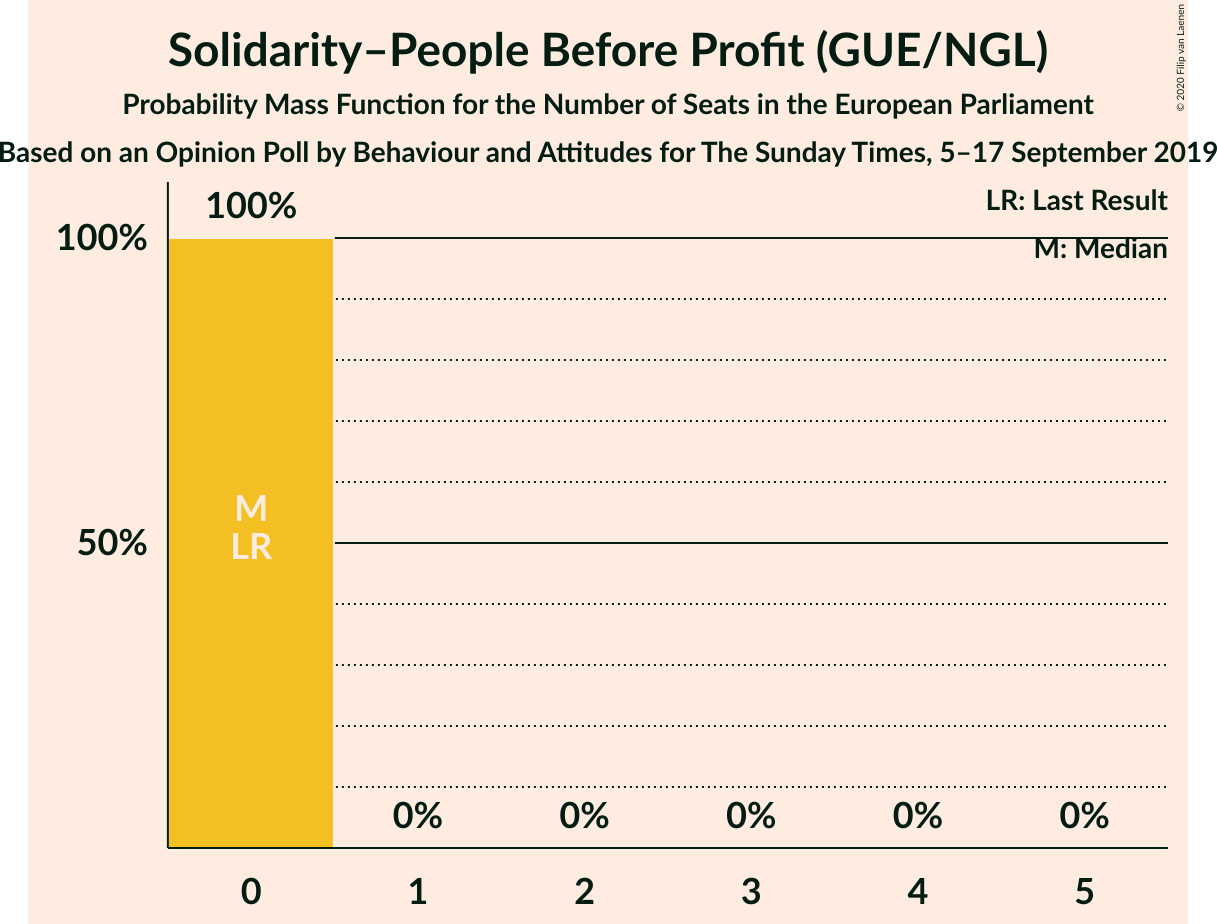 Solidarity–People Before Profit (GUE/NGL)
Probability Mass Function for the Number of Seats in the European Parliament
Based on an Opinion Poll by Behaviour and Attitudes for The Sunday Times, 5–17 September 2019
© 2020 Filip van Laenen
LR: Last Result
M: Median
100%
100%
50%
M
LR
0% 0% 0% 0% 0%
0 1 2 3 4 5